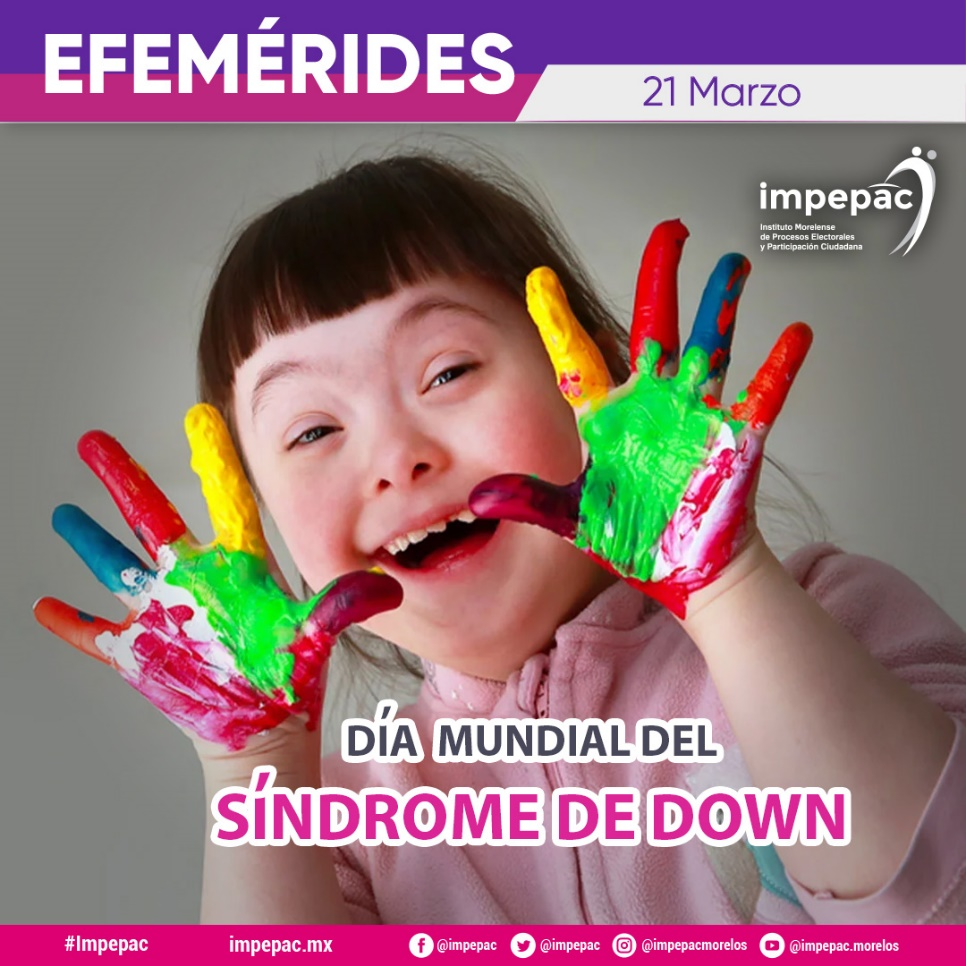 EFEMÉRIDES
21 Marzo
impepac
Instituto Morelense
de Procesos Electorales
y Participación Ciudadana
DÍA MUNDIAL DEL
SÍNDROME DE DOWN
#Impepac
impepac.mx
@impepac
@impepac
@impepacmorelos
@impepac.morelos